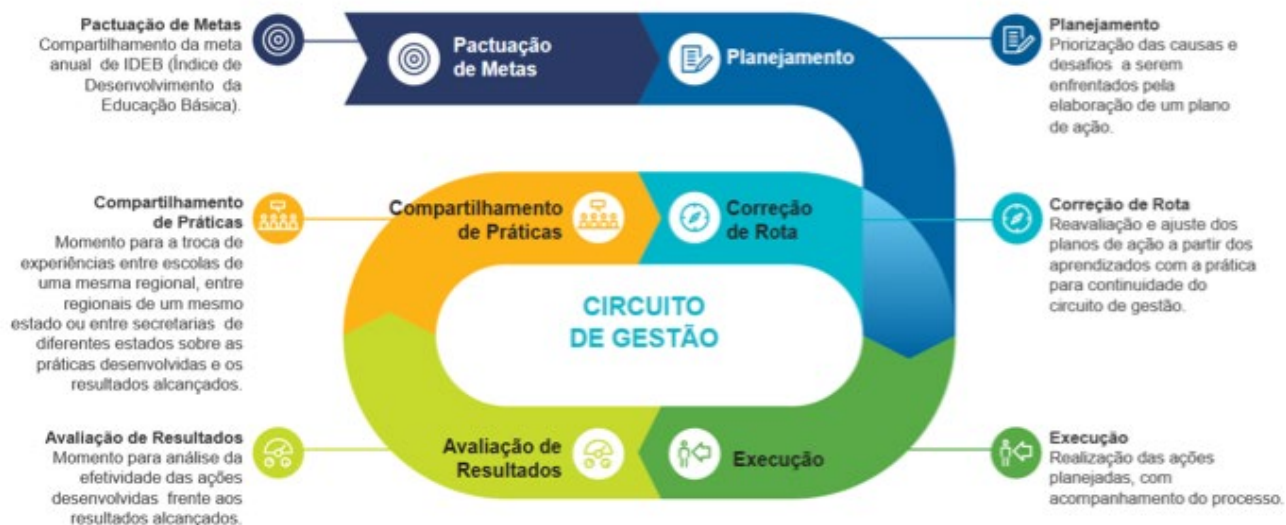 Pactuação de Metas
Compartilhamento da meta
anual de IDEB (Índice de
Desenvolvimento da
Educação Básica).
Pactuação
de Metas
Planejamento
Planejamento
Priorização das causas e
desafios a serem
enfrentados pela
elaboração de um plano
de ação.
Compartilhamento
de Práticas
Momento para a troca de
experiências entre escolas de
uma mesma regional, entre
regionais de um mesmo
estado ou entre secretarias de
diferentes estados sobre as
práticas desenvolvidas e os
resultados alcançados.
Compartilhamento
de Práticas
Correção
de Rota
Correção de Rota
Reavaliação e ajuste dos
planos de ação a partir dos
aprendizados com a prática
para continuidade do
circuito de gestão.
CIRCUITO
DE GESTÃO
Avaliação de Resultados
Momento para análise da
efetividade das ações
desenvolvidas frente aos
resultados alcançados.
Avaliação de
Resultados
Execução
Execução
Realização das ações
planejadas, com
acompanhamento do processo.